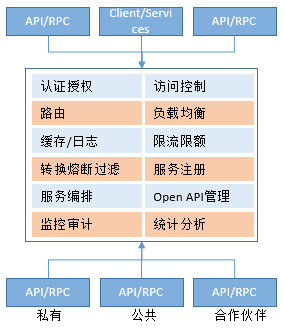 API/RPC
Client/Servi
ces
API/RPC
认证授权 访问控制
路由 负载均衡
缓存/日志 限流限额
转换熔断过滤 服务注册
服务编排 Open API管理
监控审计 统计分析
API/RPC API/RPC API/RPC
私有 公共 合作伙伴